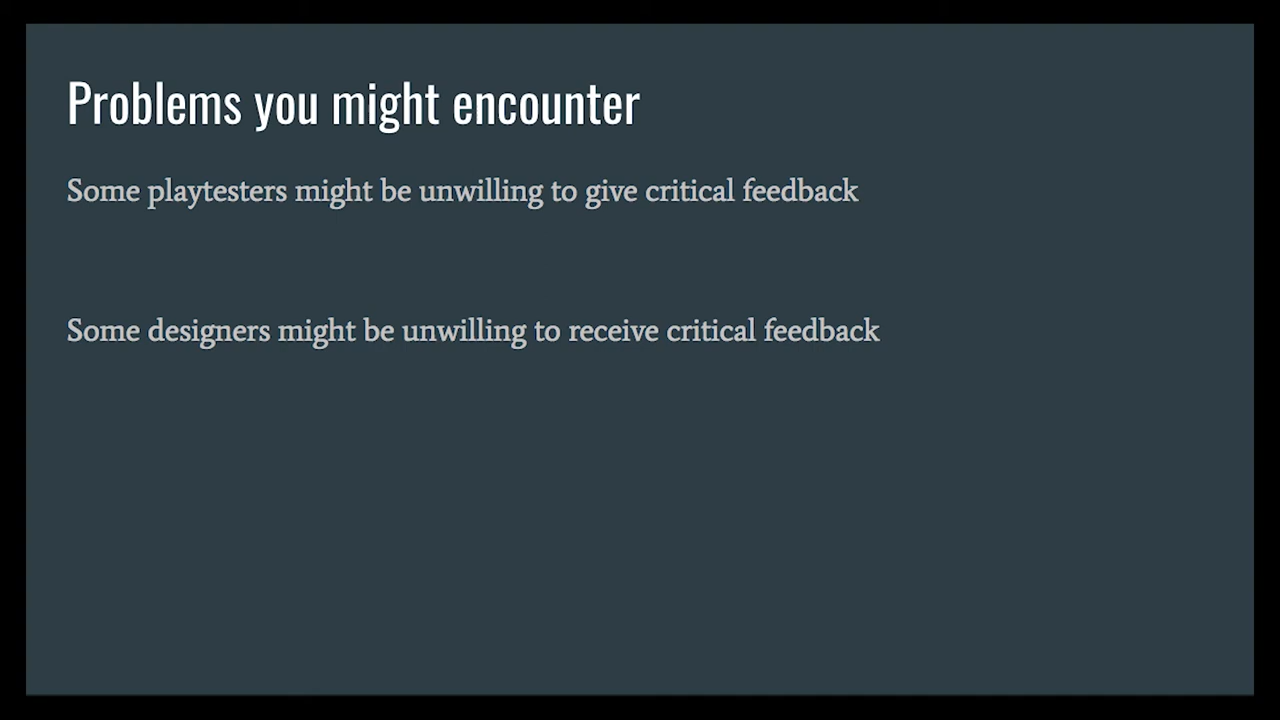 Problems you might encounter
Some playtesters might be unwilling to give critical feedback
Some designers might be unwilling to receive critical feedback